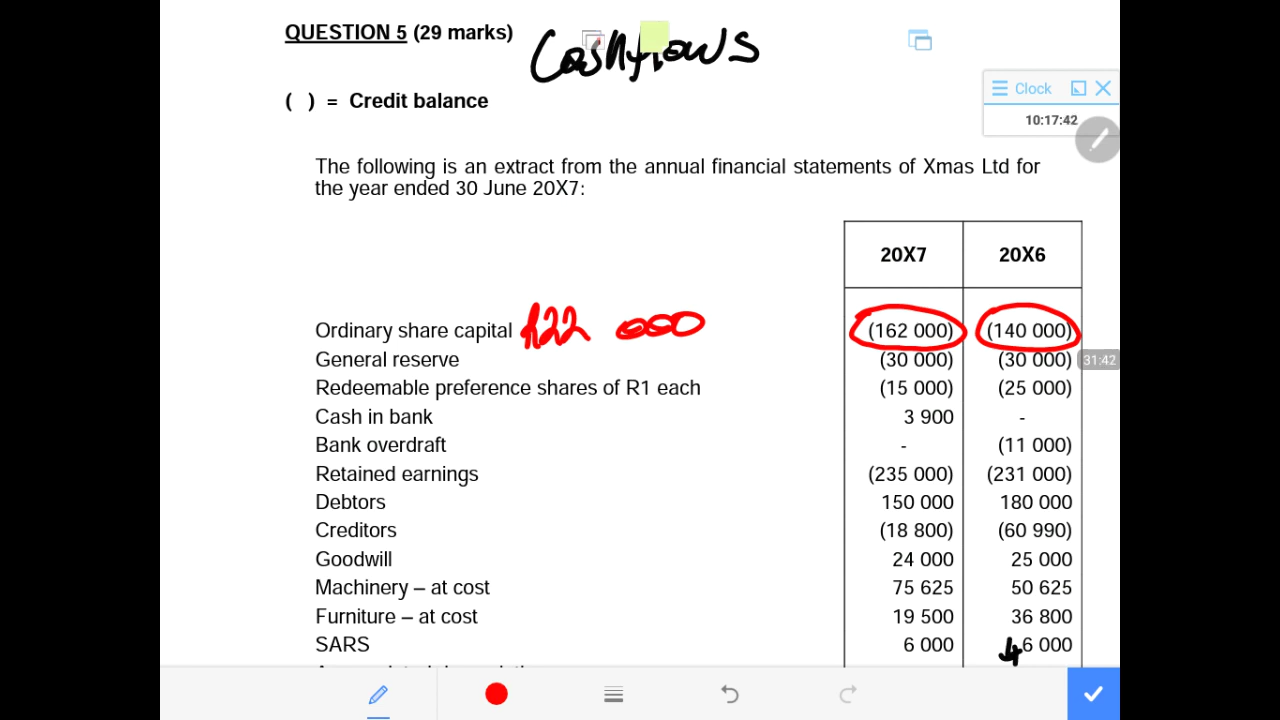 QUESTION 5 (29 marks) Cashflows
( ) = Credit balance
Clock
10:17:42
The following is an extract from the annual financial statements of Xmas Ltd for
the year ended 30 June 20X7:
20X7 20X6
Ordinary share capital R22 000 (162 000) (140 000)
General reserve (30 000) (30 000)
31:42
Redeemable preference shares of R1 each (15 000) (25 000)
Cash in bank 3 900 -
Bank overdraft - (11 000)
Retained earnings (235 000) (231 000)
Debtors 150 000 180 000
Creditors (18 800) (60 990)
Goodwill 24 000 25 000
Machinery – at cost 75 625 50 625
Furniture – at cost 19 500 36 800
SARS 6 000 6 000